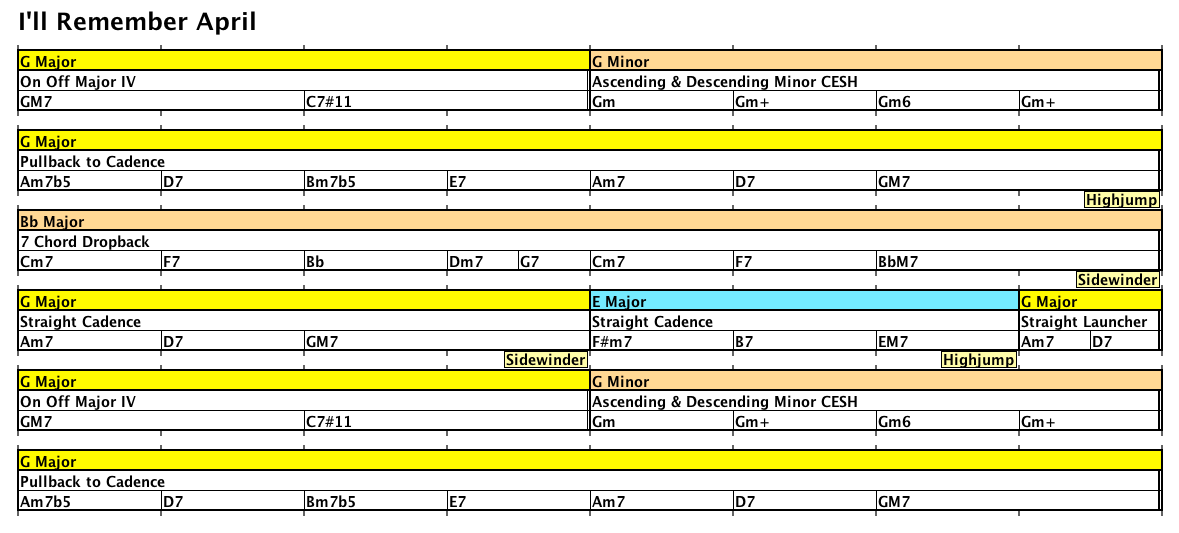 I'll Remember April
G Major G Minor
On Off Major IV Ascending & Descending Minor CESH
GM7 C7#11 Gm Gm+ Gm6 Gm+
G Major
Pullback to Cadence
Am7b5 D7 Bm7b5 E7 Am7 D7 GM7
Highjump
Bb Major
7 Chord Dropback
Cm7 F7 Bb Dm7 G7 Cm7 F7 BbM7
Sidewinder
G Major E Major G Major
Straight Cadence Straight Cadence Straight Launcher
Am7 D7 GM7 F#m7 B7 EM7 Am7 D7
Sidewinder Highjump
G Major G Minor
On Off Major IV Ascending & Descending Minor CESH
GM7 C7#11 Gm Gm+ Gm6 Gm+
G Major
Pullback to Cadence
Am7b5 D7 Bm7b5 E7 Am7 D7 GM7